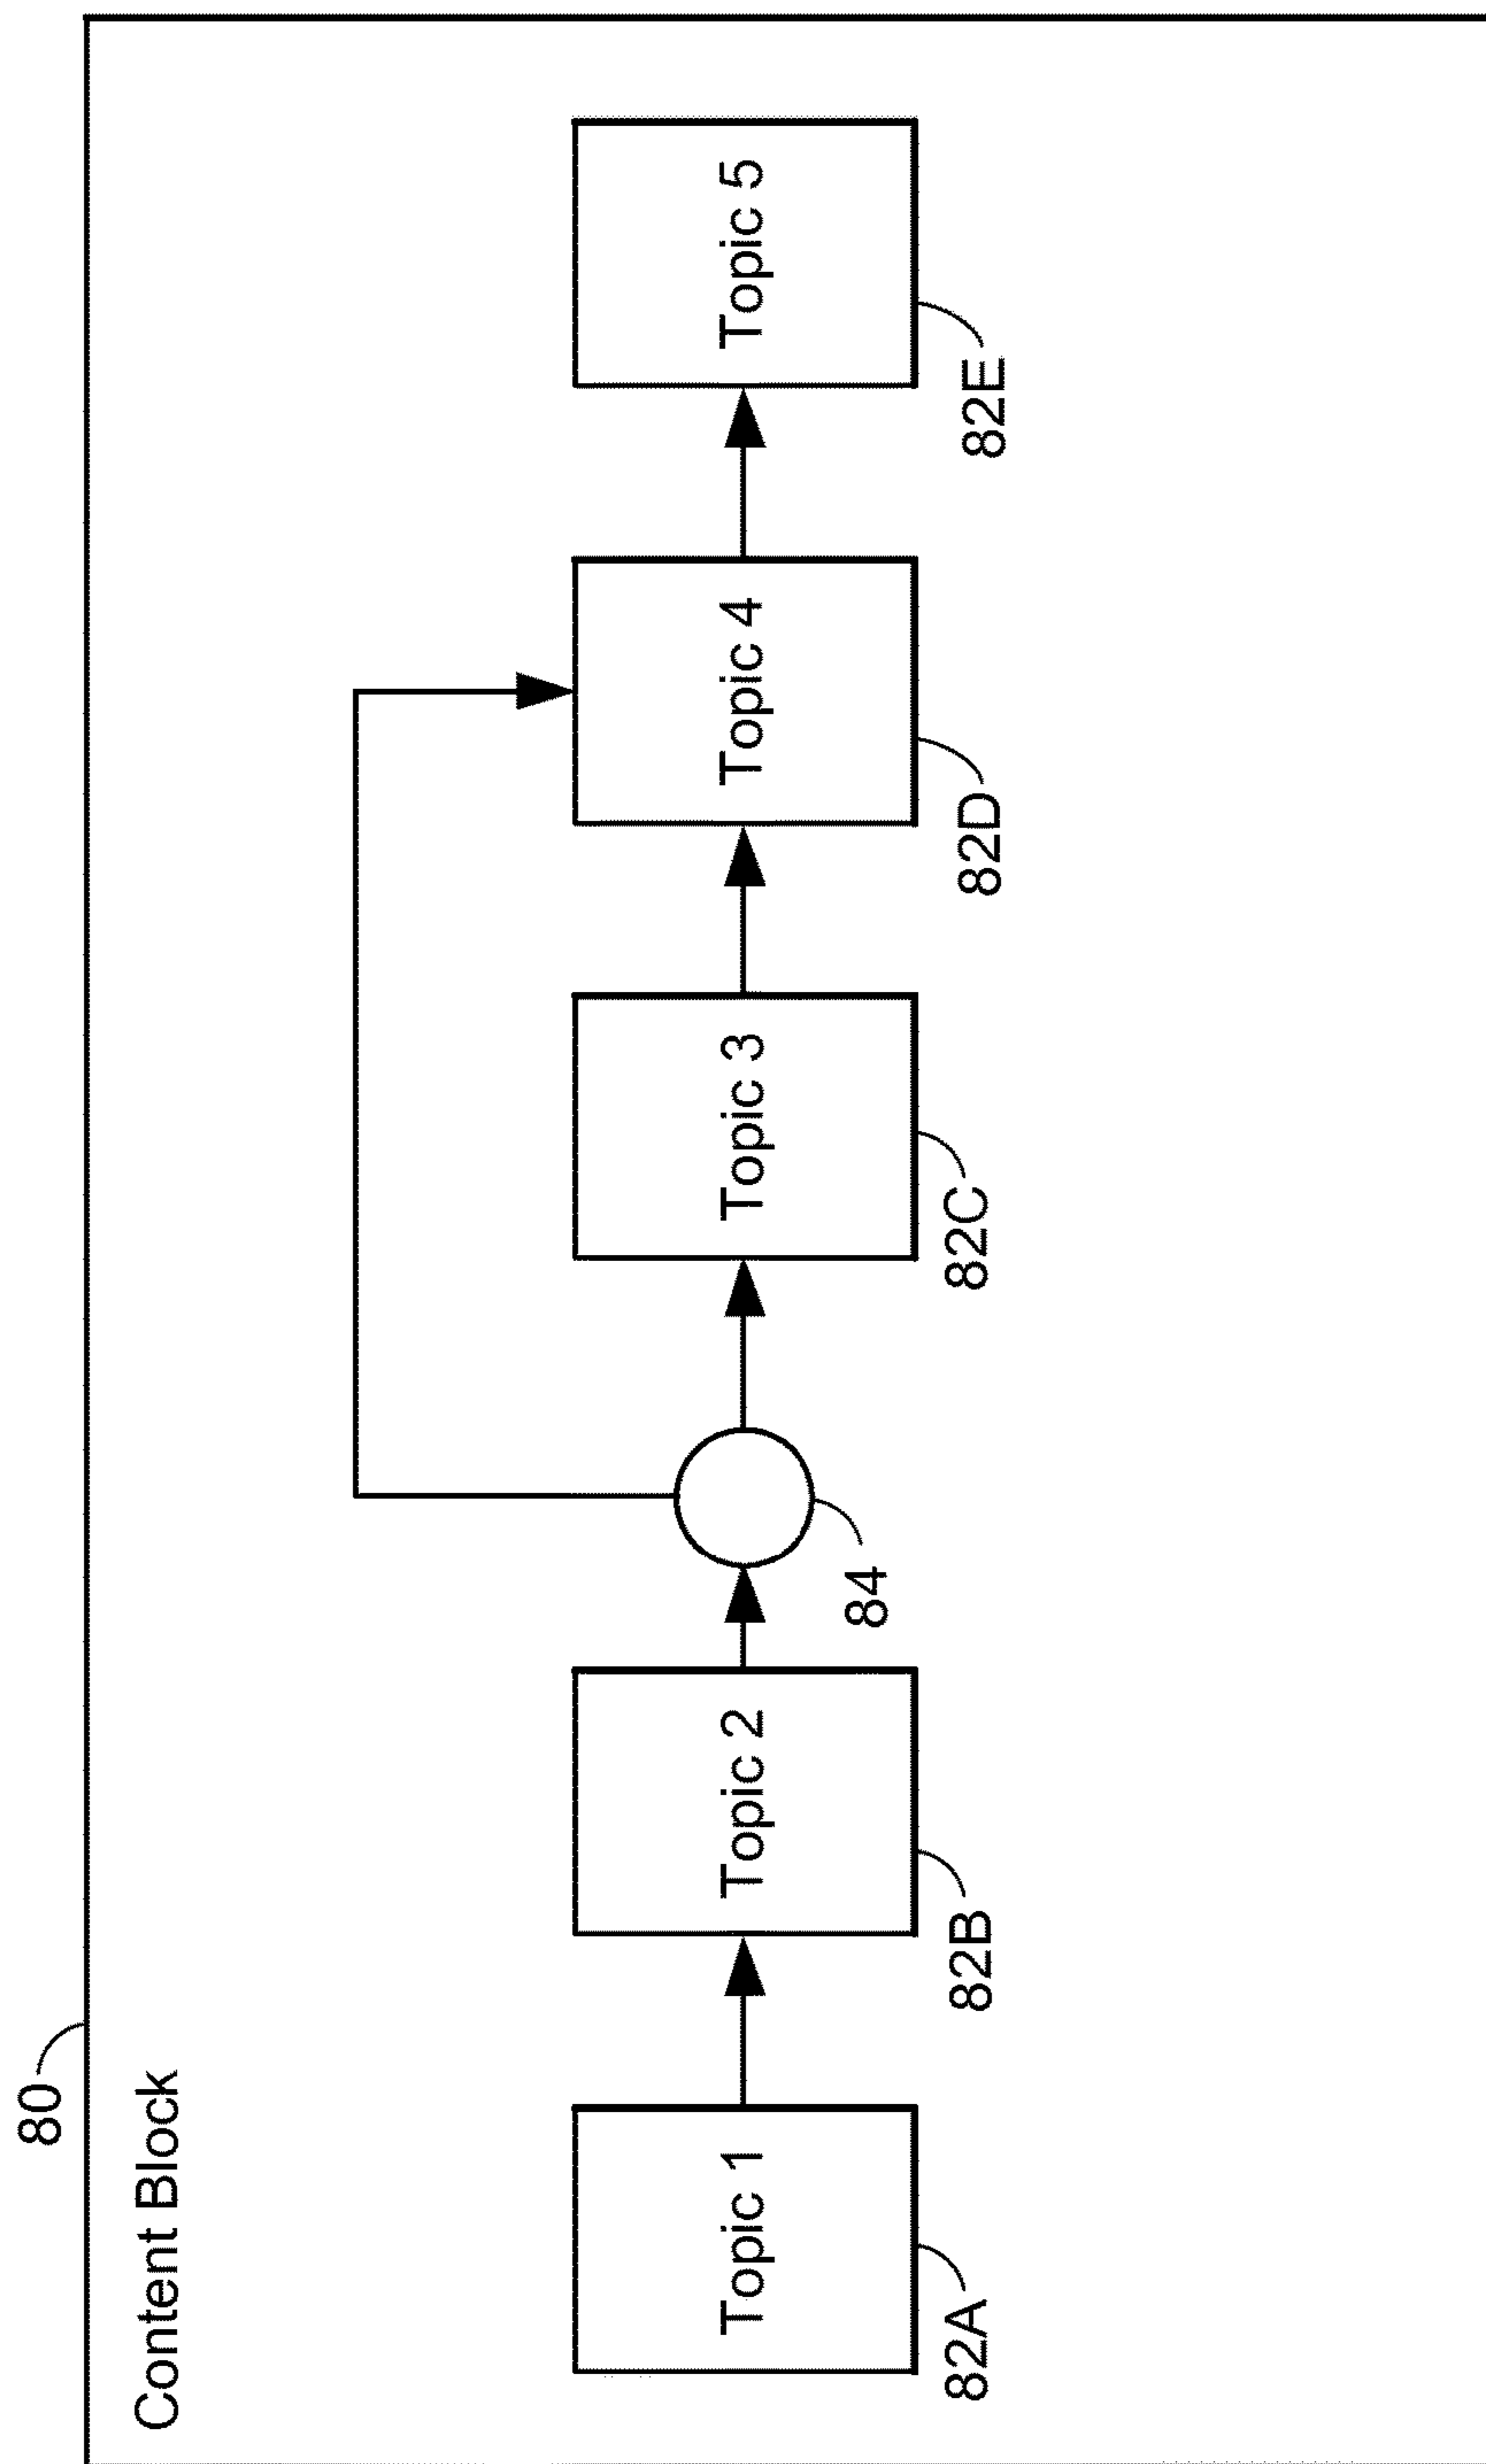 80
Content Block
Topic 1
Topic 2
Topic 3
Topic 4
Topic 5
82A
82B
84
82C
82D
82E